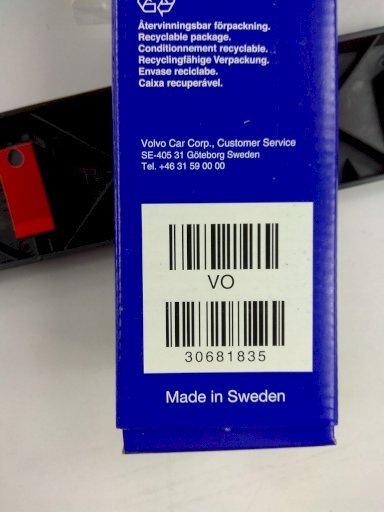 Återvinningsbar förpackning.
Recyclable package.
Conditionnement recyclable.
Recyclingfähige Verpackung.
Envase reciclabe.
Caixa recuperável.
Volvo Car Corp., Customer Service
SE-405 31 Göteborg Sweden
Tel. +46 31 59 00 00
VO
30681835
Made in Sweden